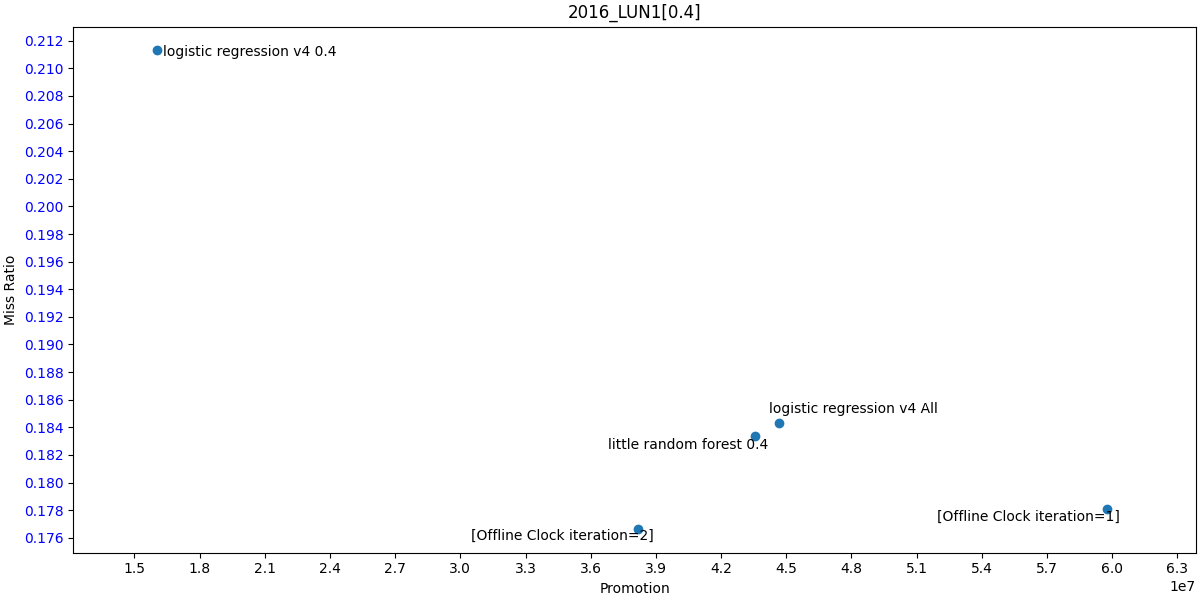 2016_LUN1[0.4]
Miss Ratio
0.212
0.210
0.208
0.206
0.204
0.202
0.200
0.198
0.196
0.194
0.192
0.190
0.188
0.186
0.184
0.182
0.180
0.178
0.176
logistic regression v4 0.4
logistic regression v4 All
little random forest 0.4
[Offline Clock iteration=1]
[Offline Clock iteration=2]
1.5 1.8 2.1 2.4 2.7 3.0 3.3 3.6 3.9 4.2 4.5 4.8 5.1 5.4 5.7 6.0 6.3
1e7
Promotion